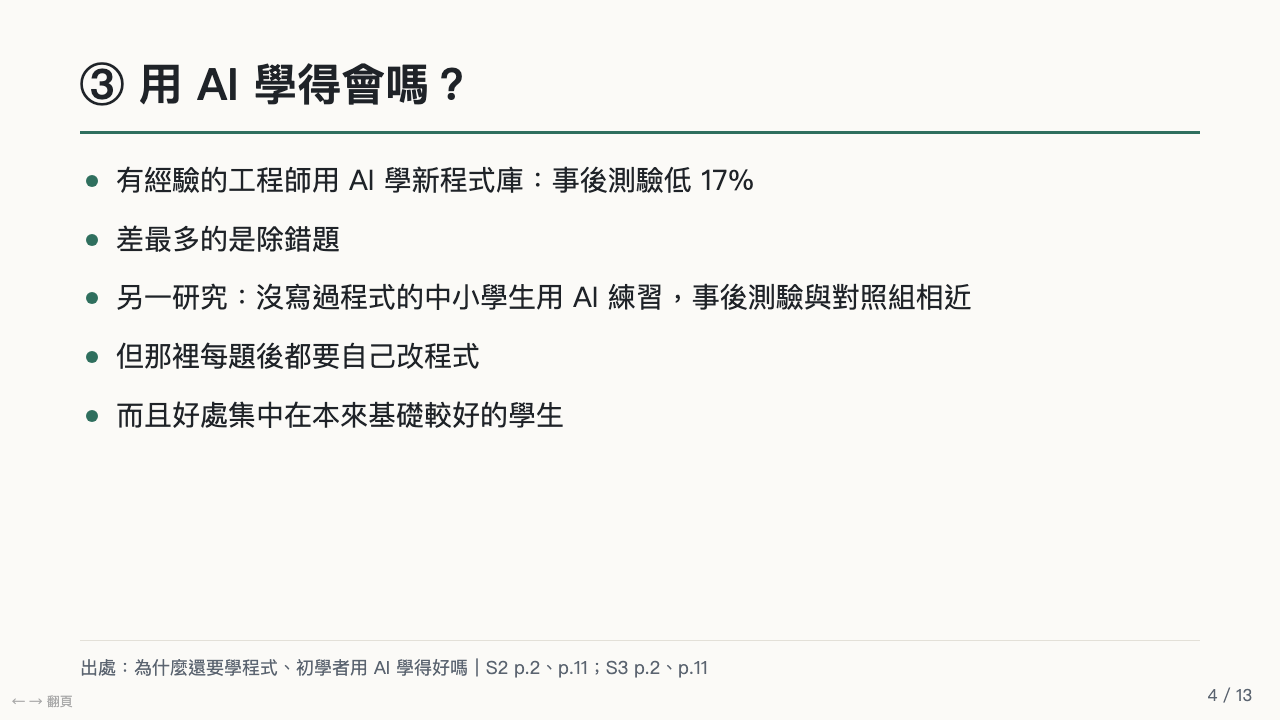 ③ 用 AI 學得會嗎？
• 有經驗的工程師用 AI 學新程式庫：事後測驗低 17%
• 差最多的是除錯題
• 另一研究：沒寫過程式的中小學生用 AI 練習，事後測驗與對照組相近
• 但那裡每題後都要自己改程式
• 而且好處集中在本來基礎較好的學生
出處：為什麼還要學程式、初學者用 AI 學得好嗎｜S2 p.2、p.11；S3 p.2、p.11
← → 翻頁
4 / 13